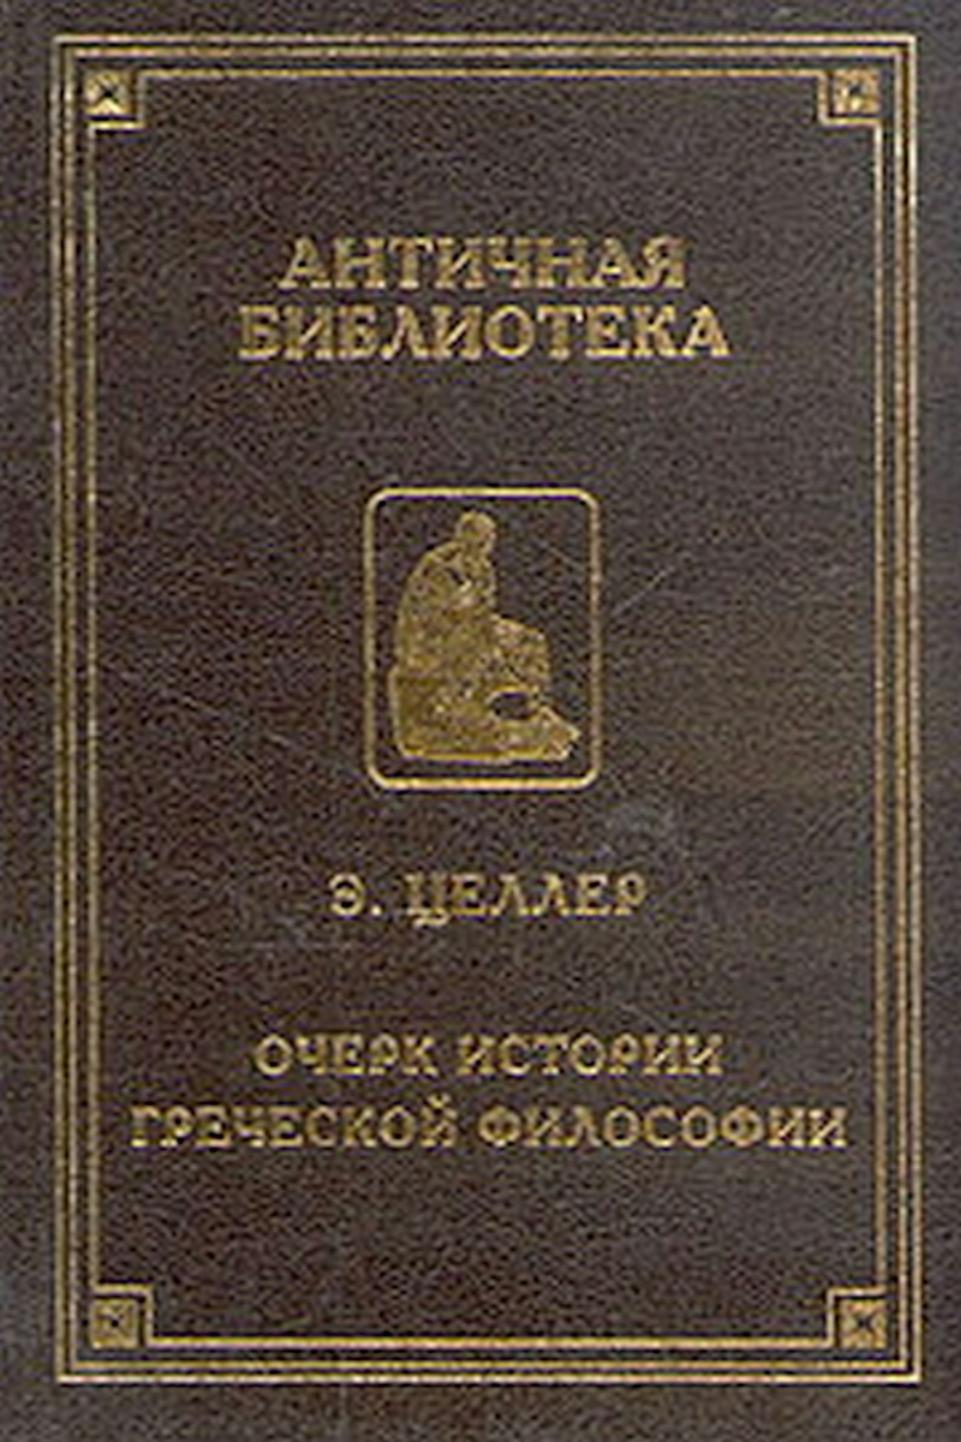 АНТИЧНАЯ
БИБЛИОТЕКА
Э. ЦЕЛЛЕР
ОЧЕРК ИСТОРИИ
ГРЕЧЕСКОЙ ФИЛОСОФИИ